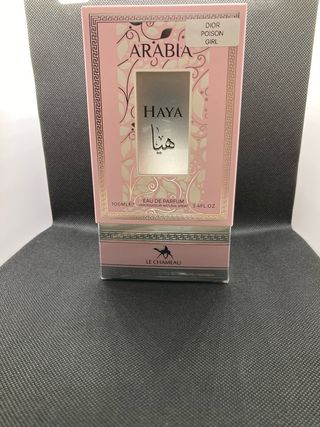 DIOR
POISON
GIRL
ARABIA
HAYA
هيا
EAU DE PARFUM
100ML℮ 3.4FL.OZ
LE CHAMEAU